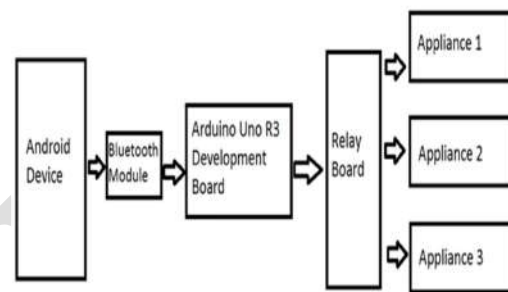 Android
Device
Bluetooth
Module
Arduino Uno R3
Development
Board
Relay
Board
Appliance 1
Appliance 2
Appliance 3